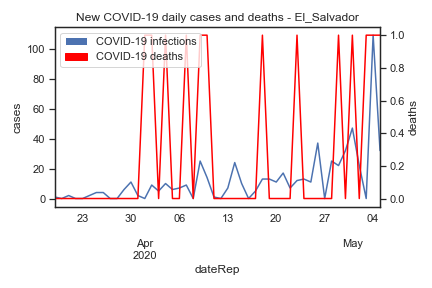 New COVID-19 daily cases and deaths - El_Salvador
COVID-19 infections
COVID-19 deaths
100
80
60
40
20
0
cases
1.0
0.8
0.6
0.4
0.2
0.0
deaths
23 30 06 13 20 27 04
Apr May
2020
dateRep